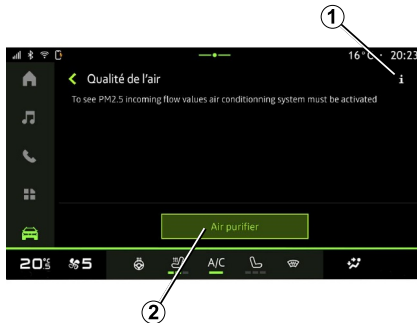 1
16°C · 20:23
Qualité de l'air
i
To see PM2.5 incoming flow values air conditionning system must be activated
Air purifier
20.5 5 A/C
2